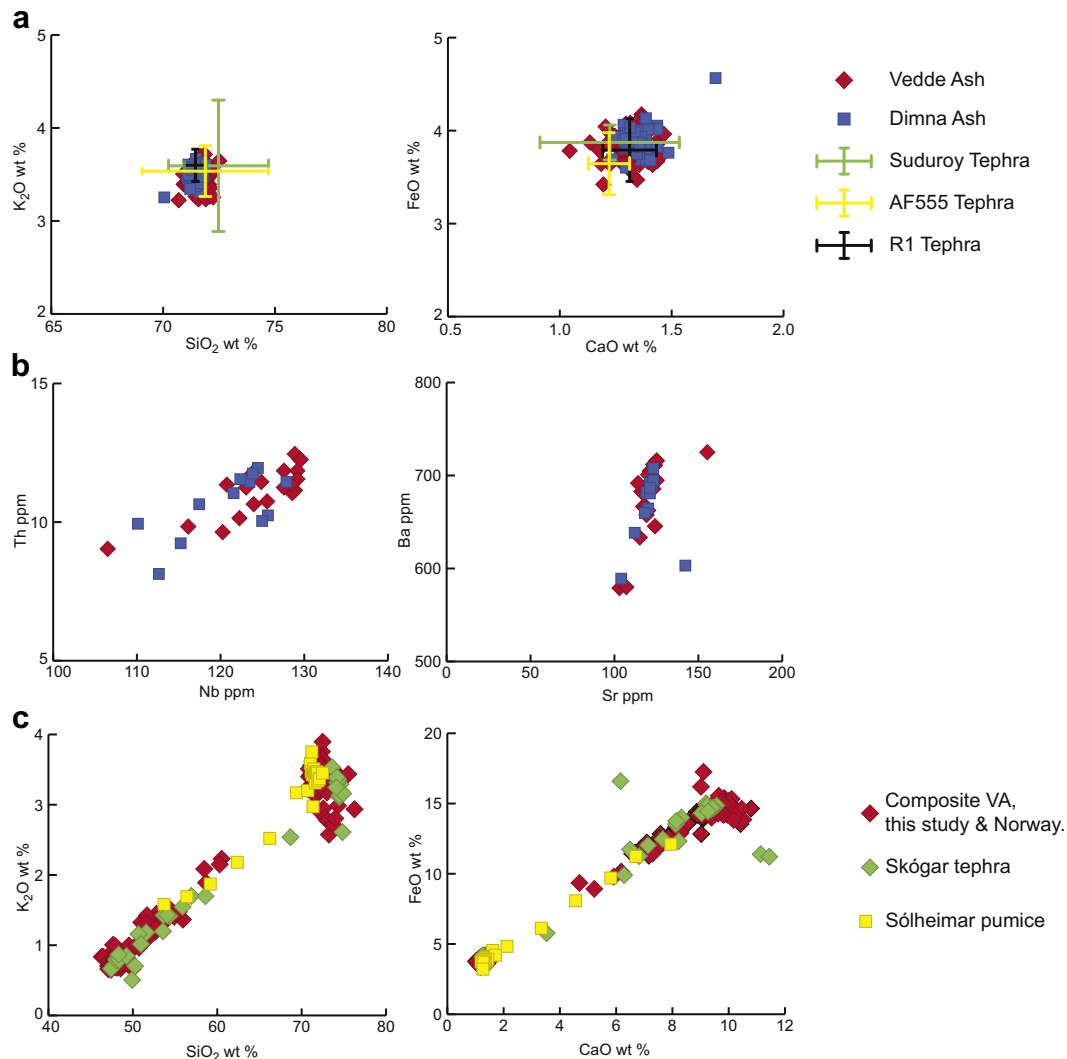 a
5
4
3
2
K₂O wt %
65
70
75
80
SiO₂ wt %
5
4
3
2
FeO wt %
0.5
1.0
1.5
2.0
CaO wt %
Vedde Ash
Dimna Ash
Suduroy Tephra
AF555 Tephra
R1 Tephra
b
15
10
5
Th ppm
100
110
120
130
140
Nb ppm
800
700
600
500
Ba ppm
0
50
100
150
200
Sr ppm
c
4
3
2
1
0
K₂O wt %
40
50
60
70
80
SiO₂ wt %
20
15
10
5
0
FeO wt %
0
2
4
6
8
10
12
CaO wt %
Composite VA,
this study & Norway.
Skógar tephra
Sólheimar pumice